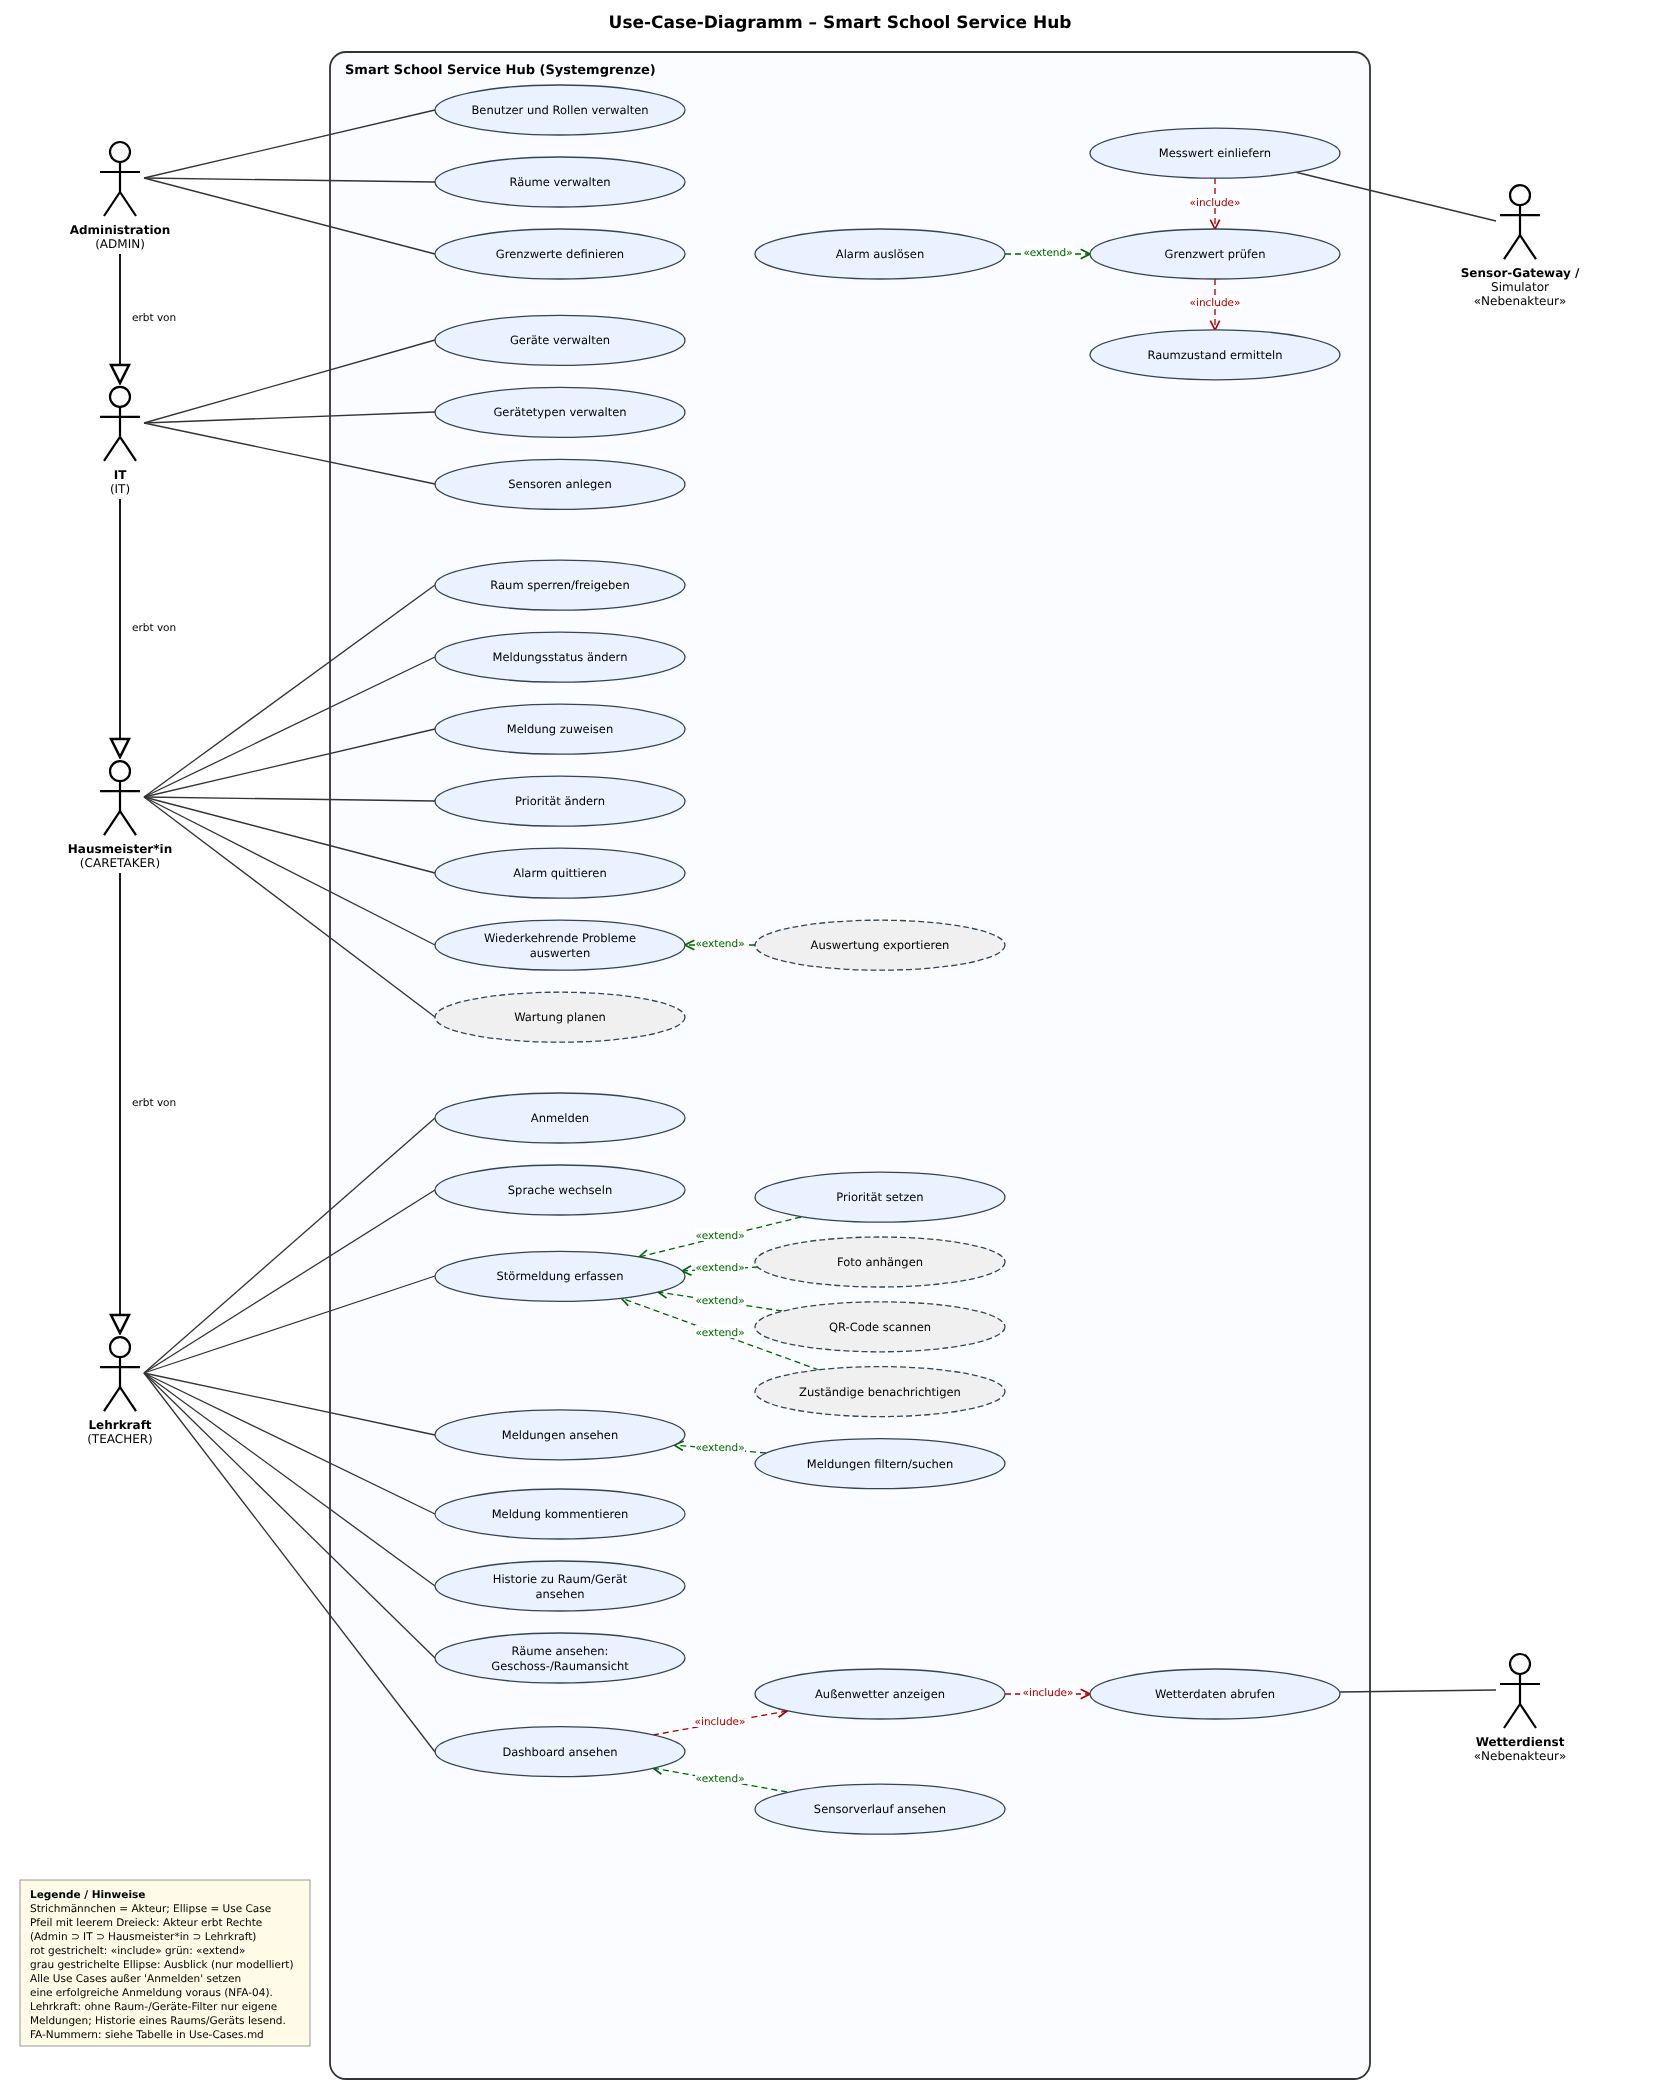 Use-Case-Diagramm – Smart School Service Hub
Smart School Service Hub (Systemgrenze)
Benutzer und Rollen verwalten
Räume verwalten
Grenzwerte definieren
Administration
(ADMIN)
erbt von
Messwert einliefern
«include»
Alarm auslösen
«extend»
Grenzwert prüfen
«include»
Raumzustand ermitteln
Sensor-Gateway /
Simulator
«Nebenakteur»
Geräte verwalten
Gerätetypen verwalten
Sensoren anlegen
IT
(IT)
erbt von
Raum sperren/freigeben
Meldungsstatus ändern
Meldung zuweisen
Priorität ändern
Alarm quittieren
Wiederkehrende Probleme
auswerten
«extend»
Auswertung exportieren
Wartung planen
Hausmeister*in
(CARETAKER)
erbt von
Anmelden
Sprache wechseln
Störmeldung erfassen
«extend»
Priorität setzen
«extend»
Foto anhängen
«extend»
QR-Code scannen
«extend»
Zuständige benachrichtigen
Lehrkraft
(TEACHER)
Meldungen ansehen
«extend»
Meldungen filtern/suchen
Meldung kommentieren
Historie zu Raum/Gerät
ansehen
Räume ansehen:
Geschoss-/Raumansicht
Dashboard ansehen
«include»
Außenwetter anzeigen
«include»
Wetterdaten abrufen
«extend»
Sensorverlauf ansehen
Wetterdienst
«Nebenakteur»
Legende / Hinweise
Strichmännchen = Akteur; Ellipse = Use Case
Pfeil mit leerem Dreieck: Akteur erbt Rechte
(Admin ⊃ IT ⊃ Hausmeister*in ⊃ Lehrkraft)
rot gestrichelt: «include» grün: «extend»
grau gestrichelte Ellipse: Ausblick (nur modelliert)
Alle Use Cases außer 'Anmelden' setzen
eine erfolgreiche Anmeldung voraus (NFA-04).
Lehrkraft: ohne Raum-/Geräte-Filter nur eigene
Meldungen; Historie eines Raums/Geräts lesend.
FA-Nummern: siehe Tabelle in Use-Cases.md